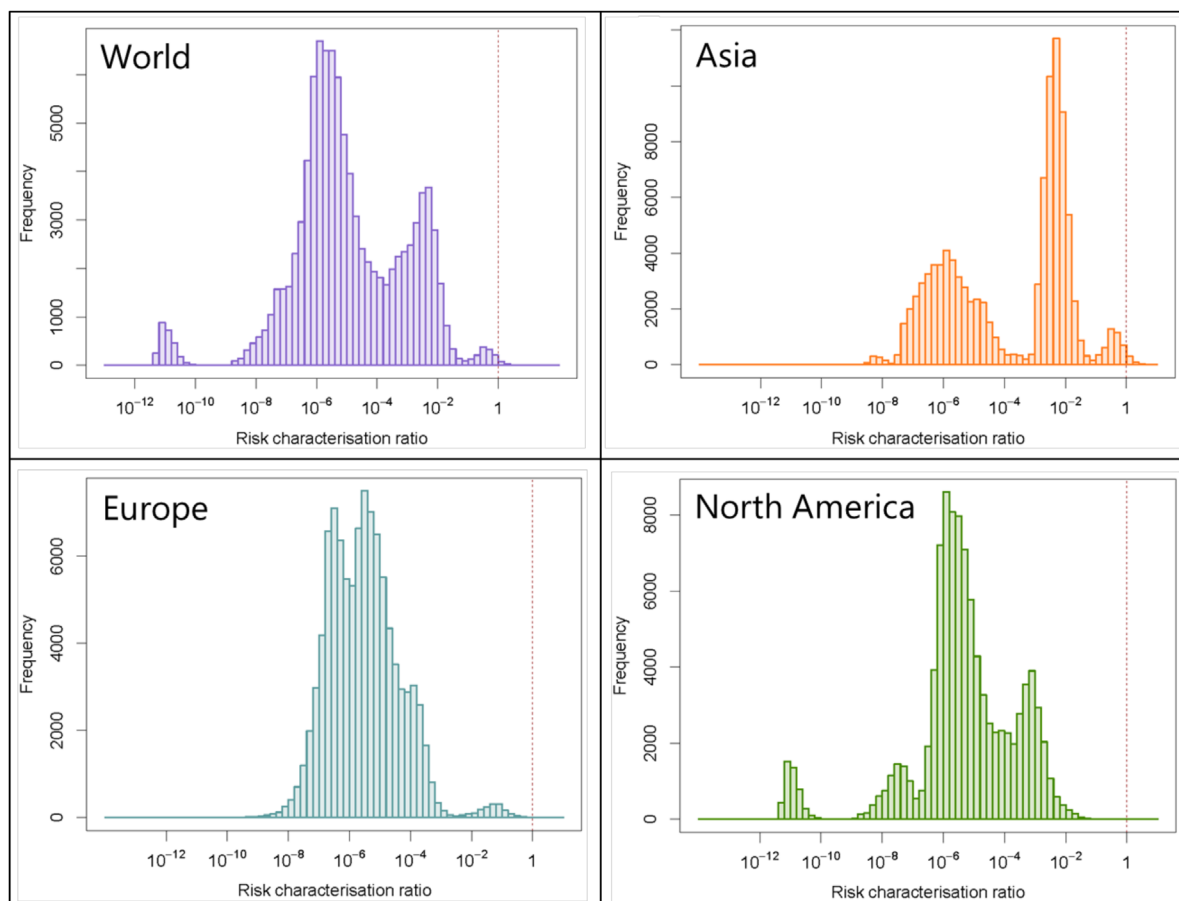 World
Frequency
0
1000
3000
5000
10⁻¹² 10⁻¹⁰ 10⁻⁸ 10⁻⁶ 10⁻⁴ 10⁻² 1
Risk characterisation ratio
Asia
Frequency
0
2000
4000
6000
8000
10⁻¹² 10⁻¹⁰ 10⁻⁸ 10⁻⁶ 10⁻⁴ 10⁻² 1
Risk characterisation ratio
Europe
Frequency
0
2000
4000
6000
10⁻¹² 10⁻¹⁰ 10⁻⁸ 10⁻⁶ 10⁻⁴ 10⁻² 1
Risk characterisation ratio
North America
Frequency
0
2000
4000
6000
8000
10⁻¹² 10⁻¹⁰ 10⁻⁸ 10⁻⁶ 10⁻⁴ 10⁻² 1
Risk characterisation ratio